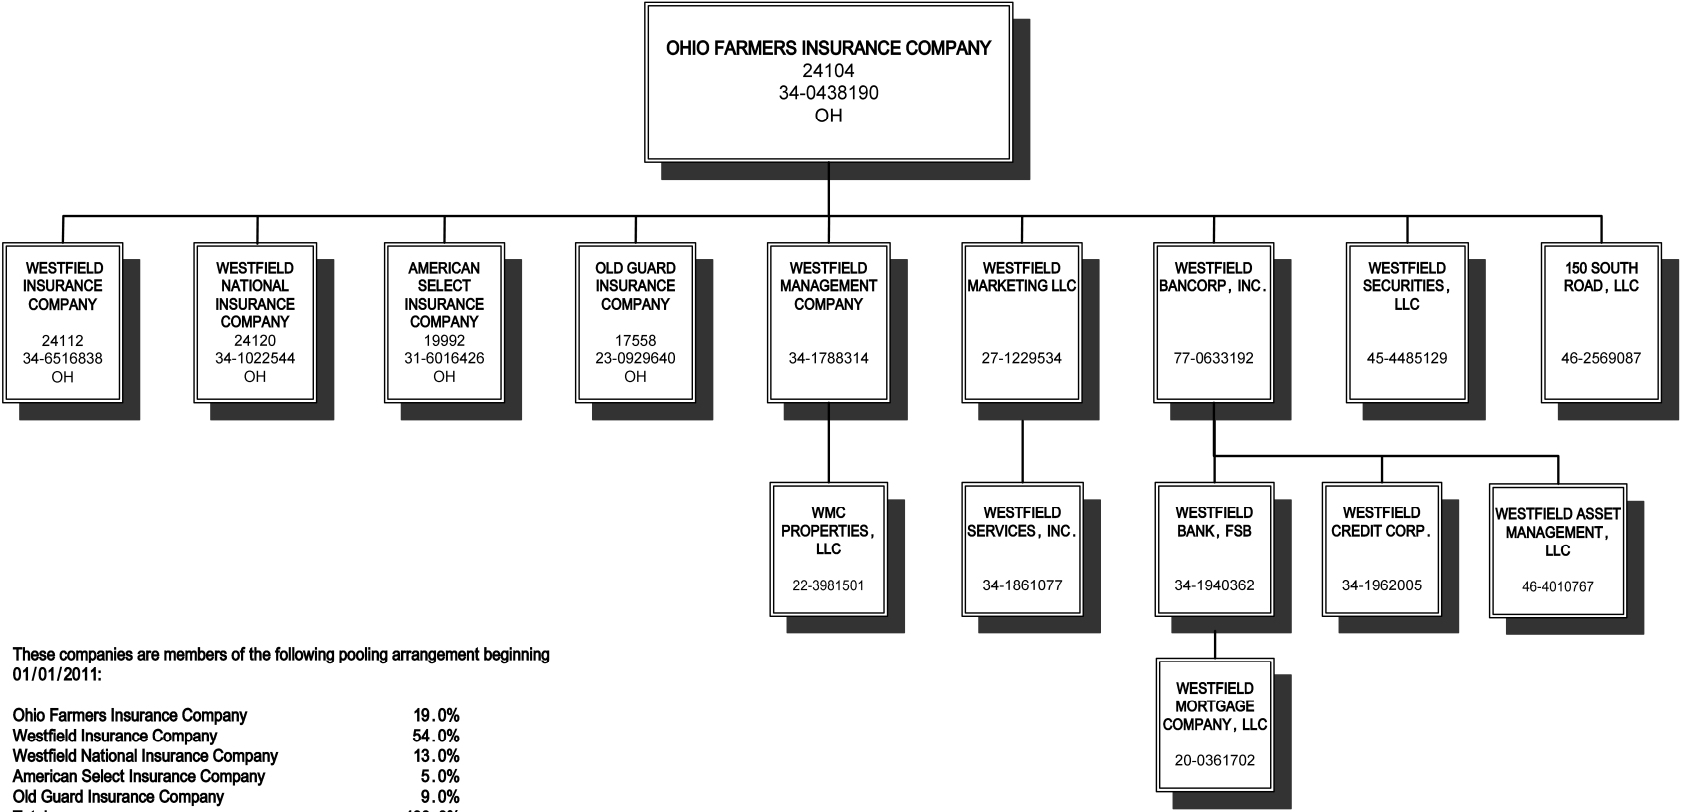 OHIO FARMERS INSURANCE COMPANY
24104
34-0438190
OH
WESTFIELD
INSURANCE
COMPANY
24112
34-6516838
OH
WESTFIELD
NATIONAL
INSURANCE
COMPANY
24120
34-1022544
OH
AMERICAN
SELECT
INSURANCE
COMPANY
19992
31-6016426
OH
OLD GUARD
INSURANCE
COMPANY
17558
23-0929640
OH
WESTFIELD
MANAGEMENT
COMPANY
34-1788314
WESTFIELD
MARKETING LLC
27-1229534
WESTFIELD
BANCORP, INC.
77-0633192
WESTFIELD
SECURITIES,
LLC
45-4485129
150 SOUTH
ROAD, LLC
46-2569087
WMC
PROPERTIES,
LLC
22-3981501
WESTFIELD
SERVICES, INC.
34-1861077
WESTFIELD
BANK, FSB
34-1940362
WESTFIELD
CREDIT CORP.
34-1962005
WESTFIELD ASSET
MANAGEMENT,
LLC
46-4010767
WESTFIELD
MORTGAGE
COMPANY, LLC
20-0361702
These companies are members of the following pooling arrangement beginning
01/01/2011:
Ohio Farmers Insurance Company 19.0%
Westfield Insurance Company 54.0%
Westfield National Insurance Company 13.0%
American Select Insurance Company 5.0%
Old Guard Insurance Company 9.0%